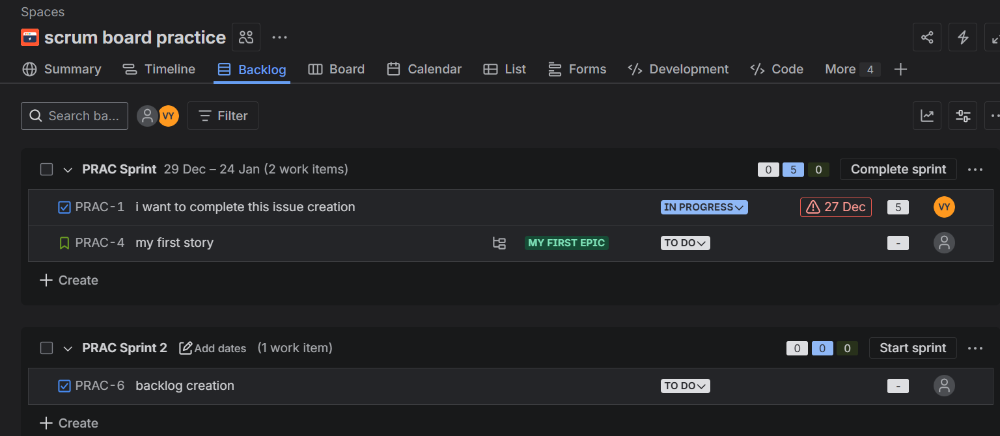 Spaces
scrum board practice
Summary Timeline Backlog Board Calendar List Forms Development Code More 4
Search ba... VY Filter
PRAC Sprint 29 Dec – 24 Jan (2 work items) 0 5 0 Complete sprint
PRAC-1 i want to complete this issue creation IN PROGRESS 27 Dec 5 VY
PRAC-4 my first story MY FIRST EPIC TO DO -
Create
PRAC Sprint 2 Add dates (1 work item) 0 0 0 Start sprint
PRAC-6 backlog creation TO DO -
Create